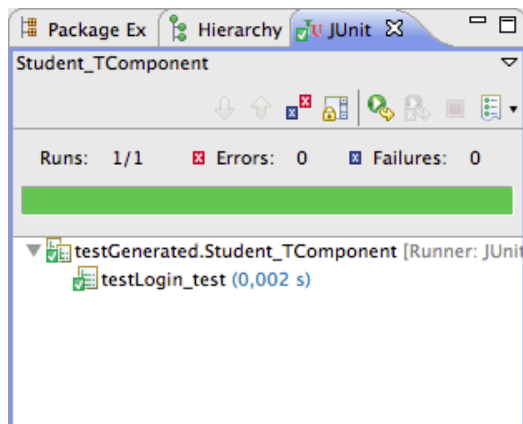 Package Ex Hierarchy JUnit
Student_TComponent
Runs: 1/1 Errors: 0 Failures: 0
testGenerated.Student_TComponent [Runner: JUnit
testLogin_test (0,002 s)